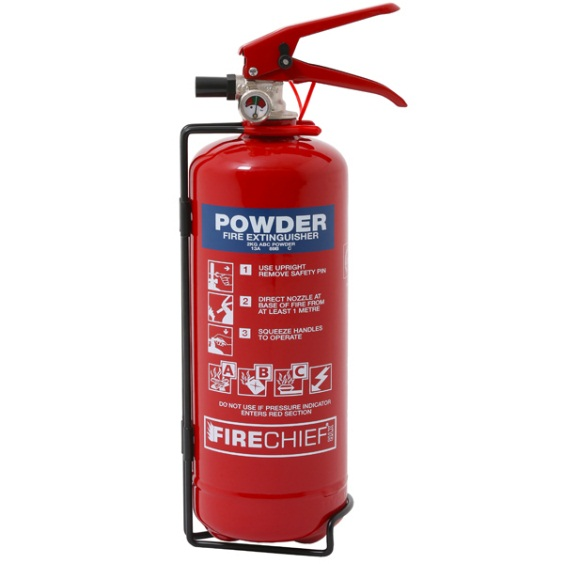 POWDER
FIRE EXTINGUISHER
2KG ABC POWDER
13A 89B C
1 USE UPRIGHT
REMOVE SAFETY PIN
2 DIRECT NOZZLE AT
BASE OF FIRE FROM
AT LEAST 1 METRE
3 SQUEEZE HANDLES
TO OPERATE
A B C
DO NOT USE IF PRESSURE INDICATOR
ENTERS RED SECTION
FIRECHIEF